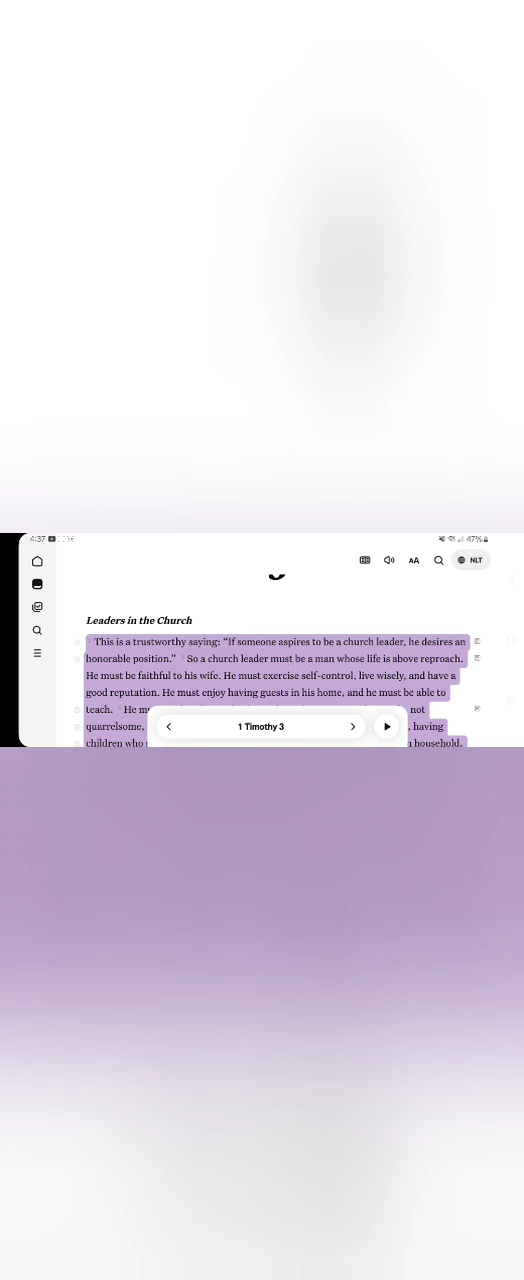 4:37 47%
NLT
Leaders in the Church
This is a trustworthy saying: “If someone aspires to be a church leader, he desires an
honorable position.” So a church leader must be a man whose life is above reproach.
He must be faithful to his wife. He must exercise self-control, live wisely, and have a
good reputation. He must enjoy having guests in his home, and he must be able to
teach. He not
quarrelsome, , having
children who household.
1 Timothy 3
AA